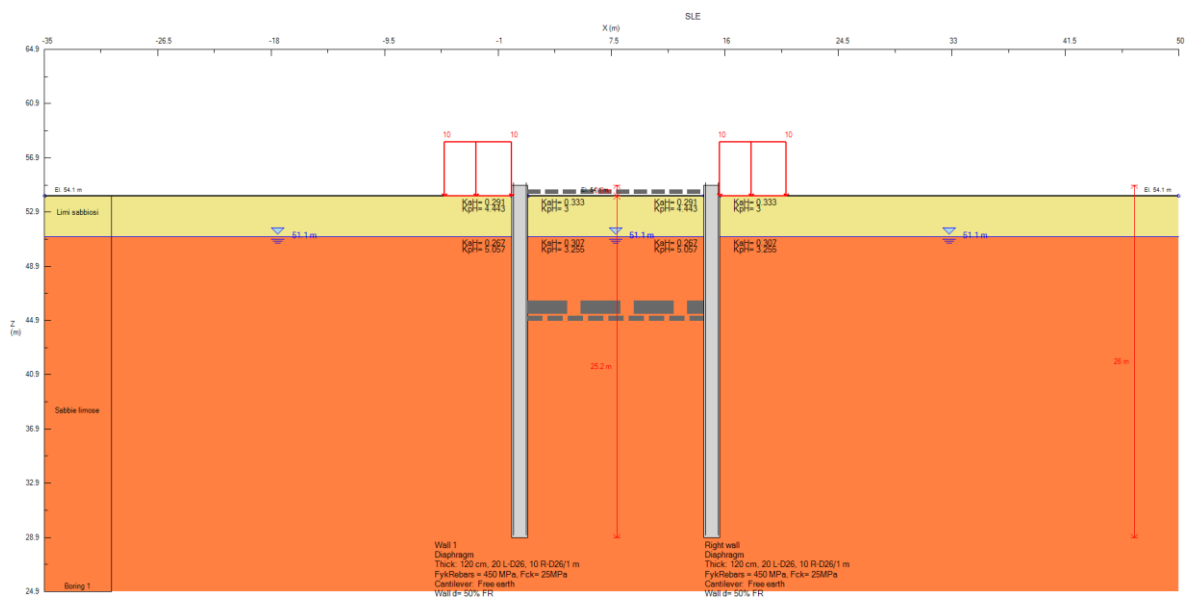 SLE
X (m)
-35
-26.5
-18
-9.5
-1
7.5
16
24.5
33
41.5
50
64.9
60.9
56.9
52.9
48.9
44.9
40.9
36.9
32.9
28.9
24.9
Z
(m)
10
10
10
10
El. 54.1 m
El. 54.1 m
Limi sabbiosi
KaH= 0.291
KpH= 4.443
KaH= 0.333
KpH= 3
KaH= 0.291
KpH= 4.443
KaH= 0.333
KpH= 3
51.1 m
51.1 m
51.1 m
KaH= 0.267
KpH= 5.057
KaH= 0.307
KpH= 3.255
KaH= 0.267
KpH= 5.057
KaH= 0.307
KpH= 3.255
25.2 m
26 m
Sabbie limose
Boring 1
Wall 1
Diaphragm
Thick: 120 cm, 20 L-D26, 10 R-D26/1 m
FykRebars = 450 MPa, Fck= 25MPa
Cantilever: Free earth
Wall d= 50% FR
Right wall
Diaphragm
Thick: 120 cm, 20 L-D26, 10 R-D26/1 m
FykRebars = 450 MPa, Fck= 25MPa
Cantilever: Free earth
Wall d= 50% FR